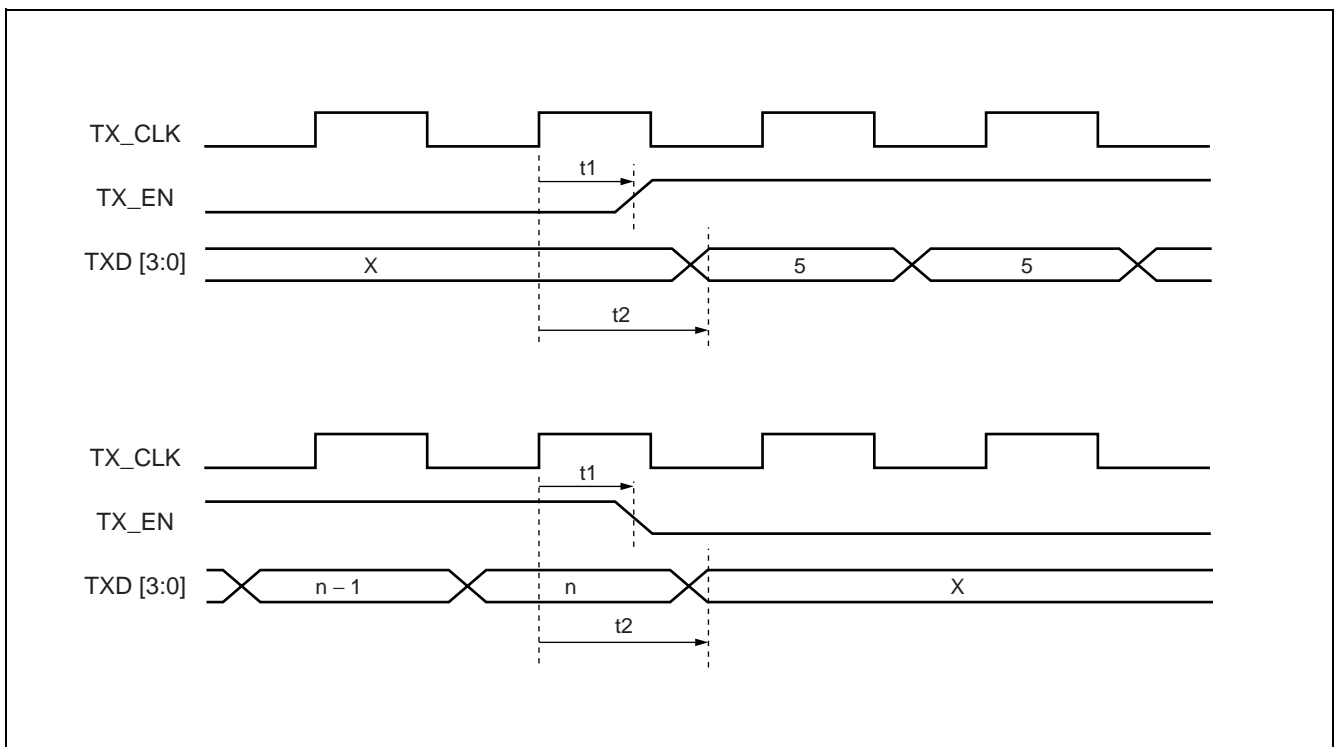 TX_CLK
t1
TX_EN
TXD [3:0]
X
5
5
t2
TX_CLK
t1
TX_EN
TXD [3:0]
n – 1
n
X
t2